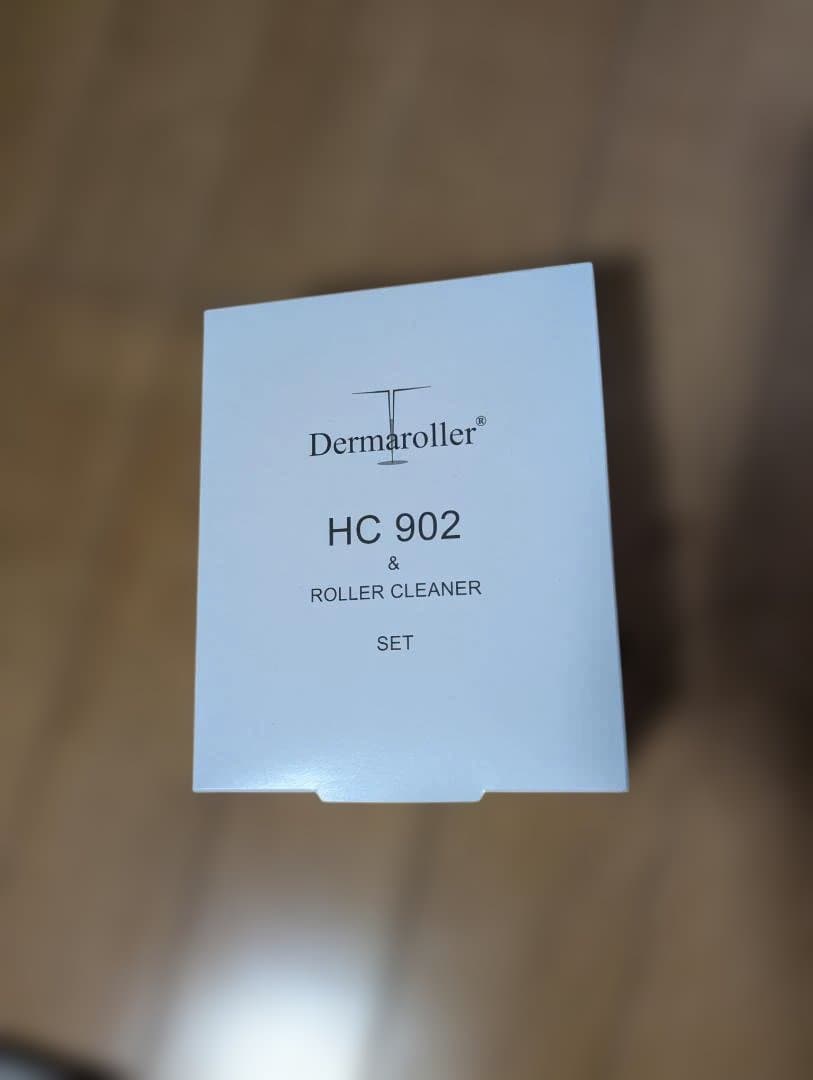 Dermaroller®
HC 902
&
ROLLER CLEANER
SET